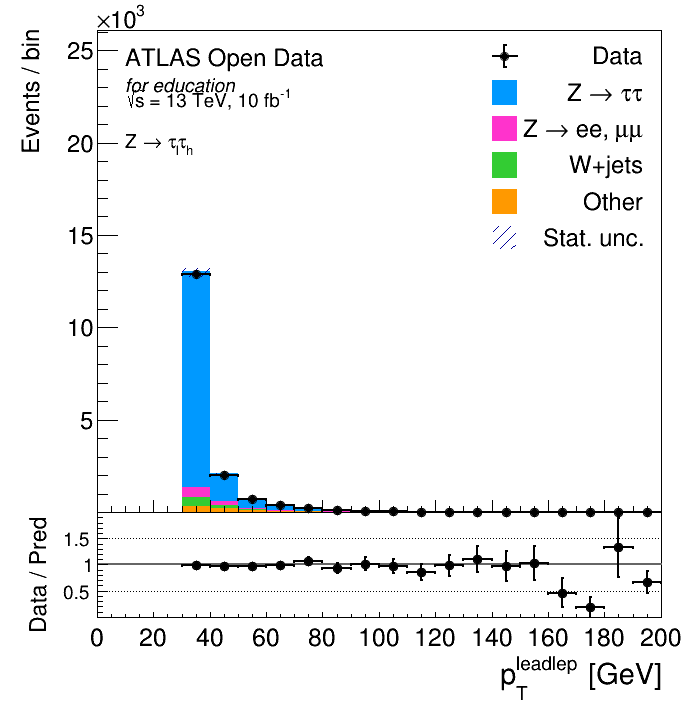 ×10³
Events / bin
25
20
15
10
5
ATLAS Open Data
for education
√s = 13 TeV, 10 fb⁻¹
Z → τₗτₕ
Data
Z → ττ
Z → ee, μμ
W+jets
Other
Stat. unc.
Data / Pred
1.5
1
0.5
0 20 40 60 80 100 120 140 160 180 200
p_T^leadlep [GeV]